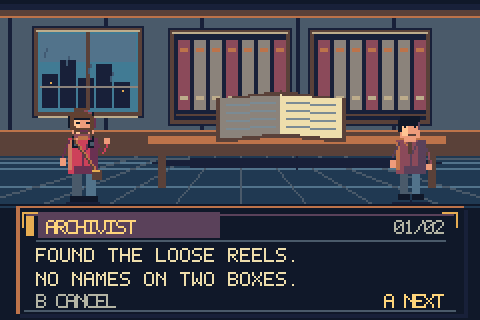 ARCHIVIST 01/02
FOUND THE LOOSE REELS.
NO NAMES ON TWO BOXES.
B CANCEL A NEXT